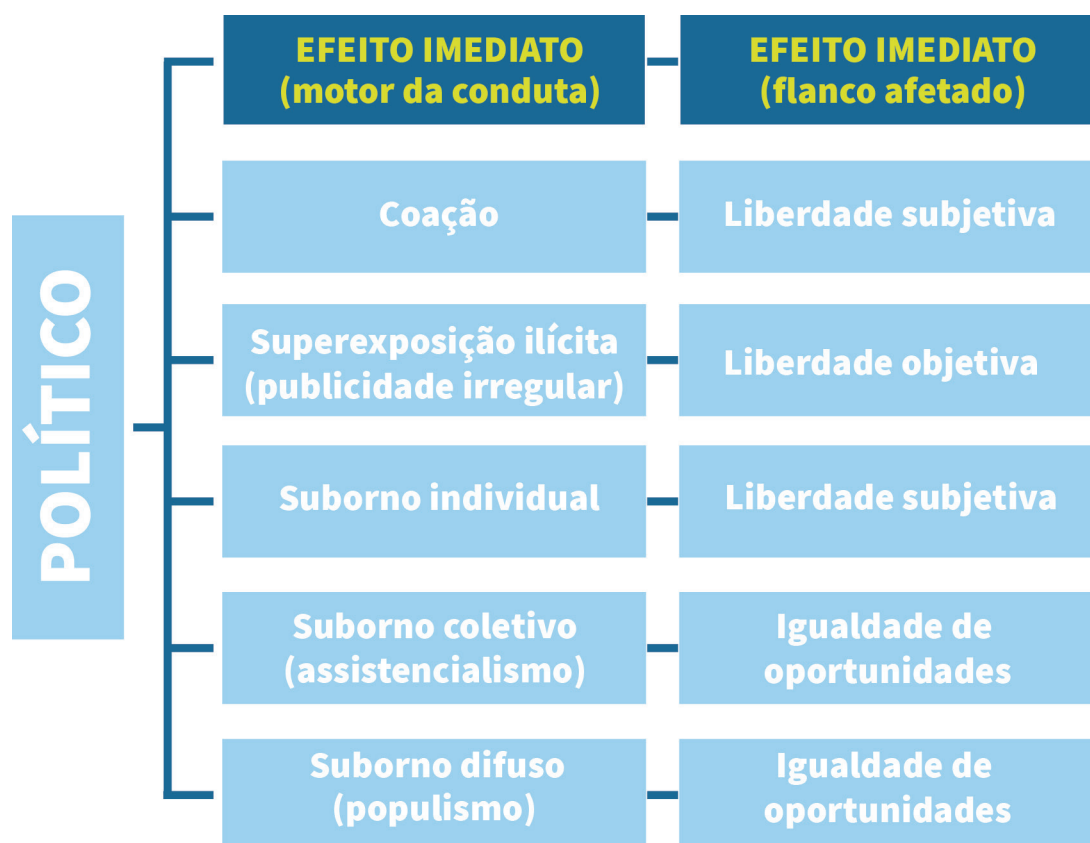 POLÍTICO
EFEITO IMEDIATO
(motor da conduta)
EFEITO IMEDIATO
(flanco afetado)
Coação
Liberdade subjetiva
Superexposição ilícita
(publicidade irregular)
Liberdade objetiva
Suborno individual
Liberdade subjetiva
Suborno coletivo
(assistencialismo)
Igualdade de
oportunidades
Suborno difuso
(populismo)
Igualdade de
oportunidades